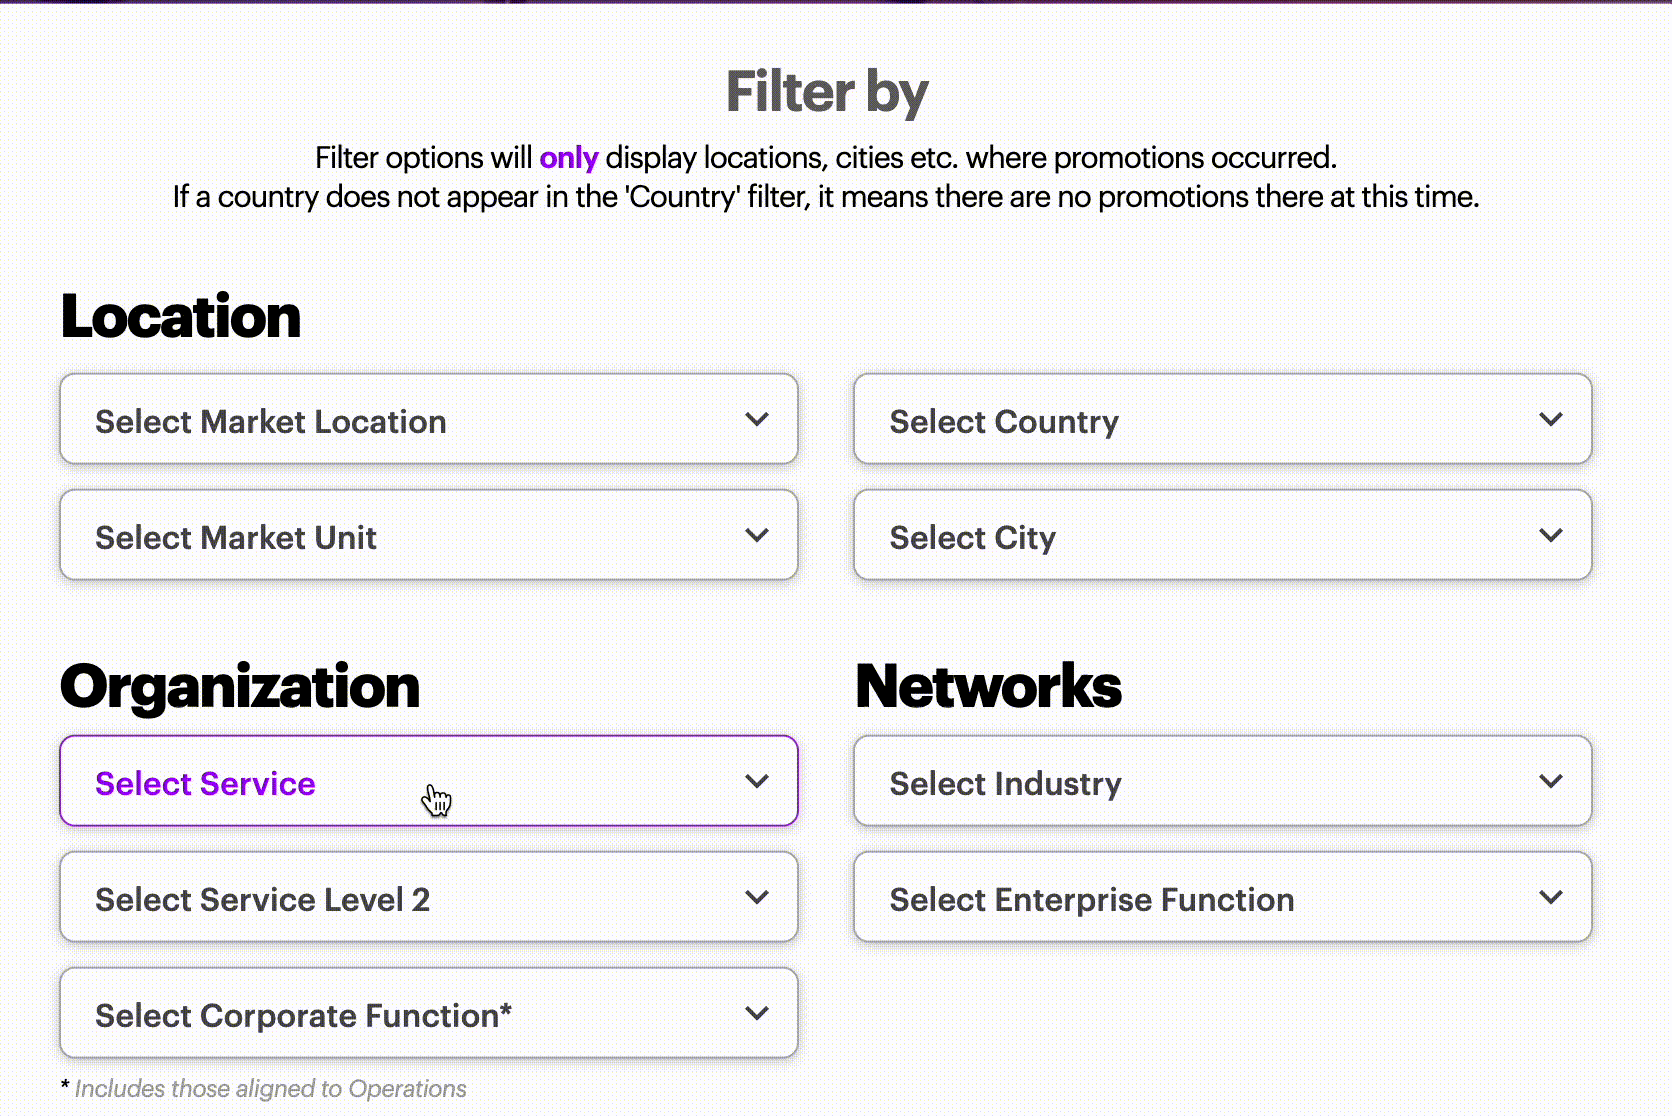 Filter by
Filter options will only display locations, cities etc. where promotions occurred.
If a country does not appear in the 'Country' filter, it means there are no promotions there at this time.
Location
Select Market Location
Select Country
Select Market Unit
Select City
Organization
Networks
Select Service
Select Industry
Select Service Level 2
Select Enterprise Function
Select Corporate Function*
* Includes those aligned to Operations